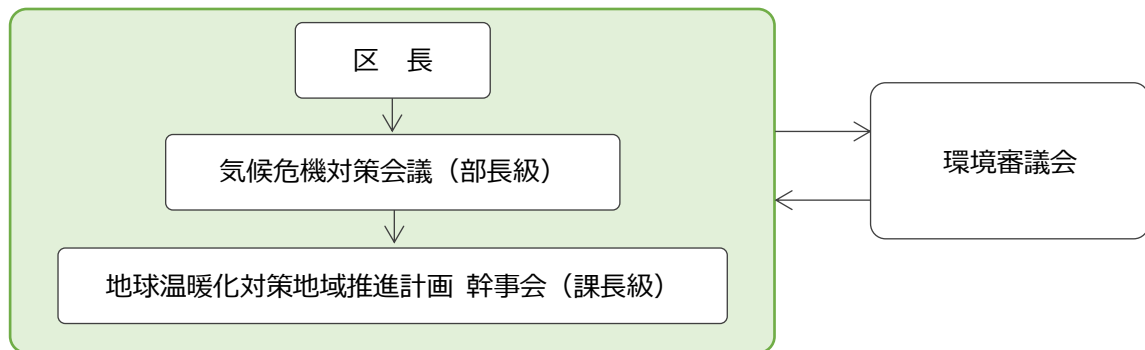 区　長
気候危機対策会議（部長級）
環境審議会
地球温暖化対策地域推進計画 幹事会（課長級）